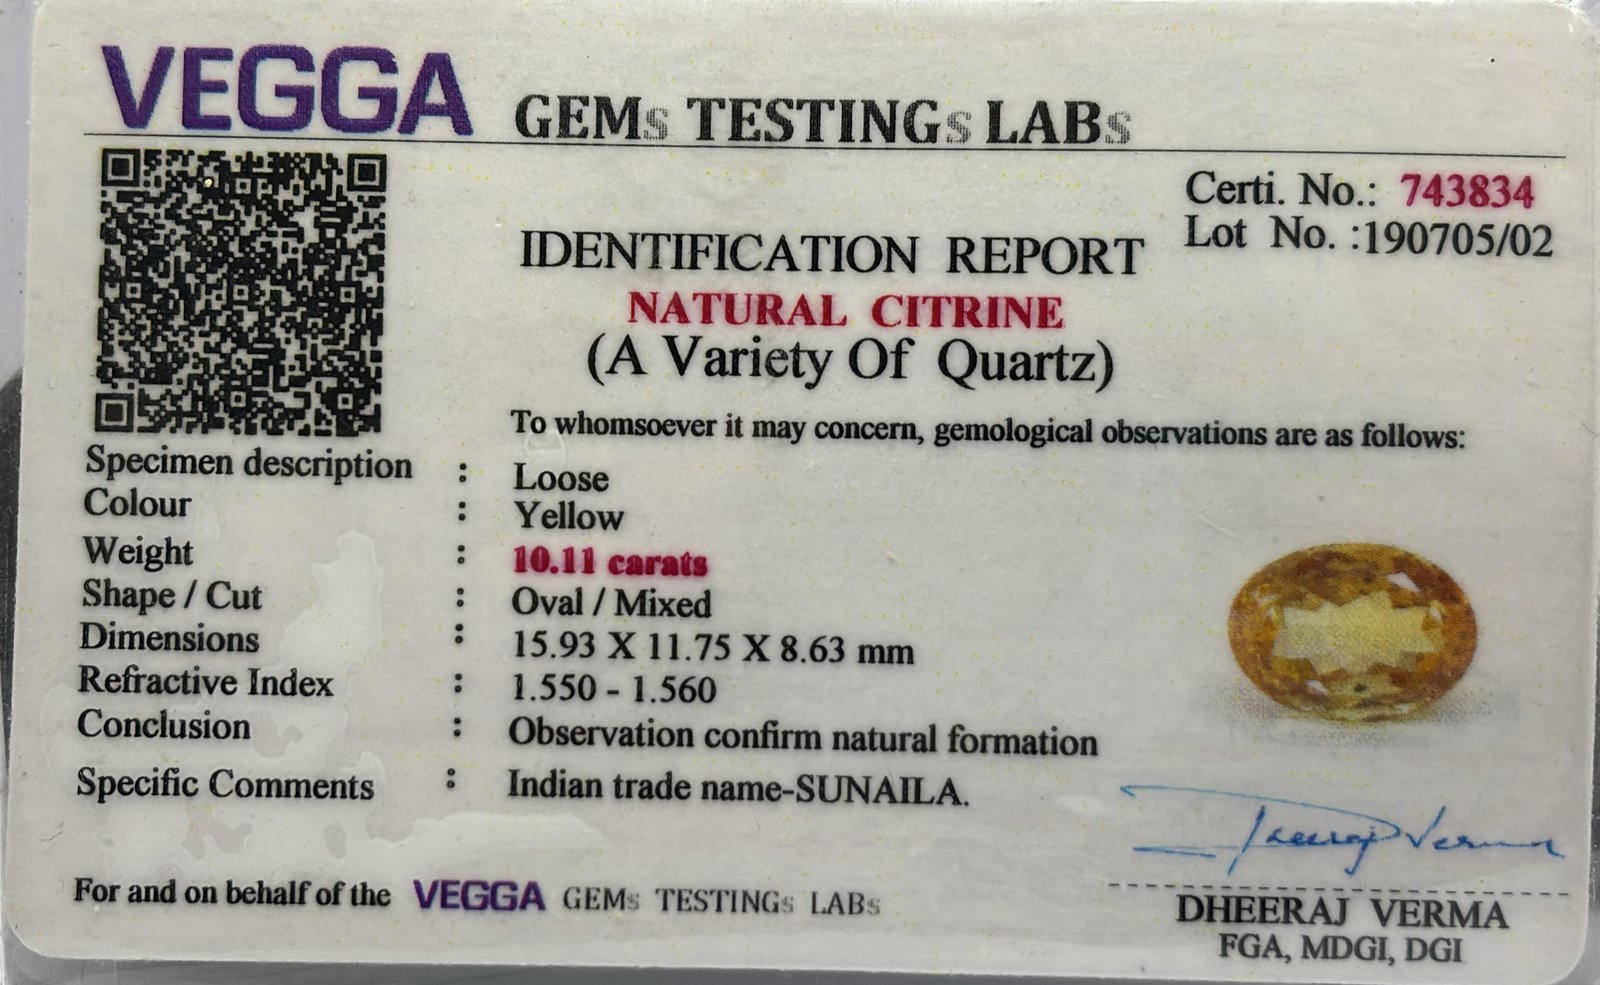 VEGGA GEMs TESTINGs LABs
Certi. No.: 743834
Lot No. :190705/02
IDENTIFICATION REPORT
NATURAL CITRINE
(A Variety Of Quartz)
To whomsoever it may concern, gemological observations are as follows:
Specimen description : Loose
Colour : Yellow
Weight : 10.11 carats
Shape / Cut : Oval / Mixed
Dimensions : 15.93 X 11.75 X 8.63 mm
Refractive Index : 1.550 - 1.560
Conclusion : Observation confirm natural formation
Specific Comments : Indian trade name-SUNAILA.
Dheeraj Verma
For and on behalf of the VEGGA GEMs TESTINGs LABs
DHEERAJ VERMA
FGA, MDGI, DGI